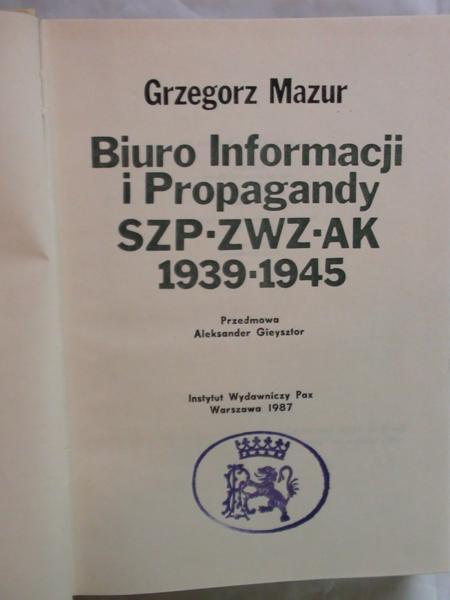 Grzegorz Mazur
Biuro Informacji
i Propagandy
SZP·ZWZ·AK
1939·1945
Przedmowa
Aleksander Gieysztor
Instytut Wydawniczy Pax
Warszawa 1987